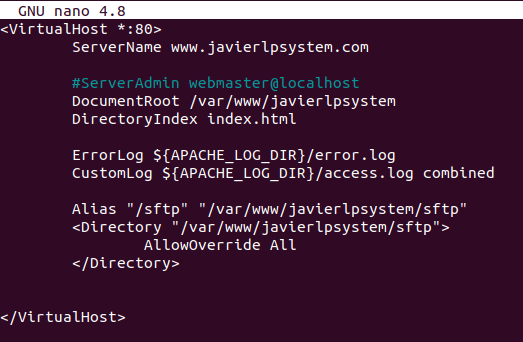 GNU nano 4.8
<VirtualHost *:80>
ServerName www.javierlpsystem.com
#ServerAdmin webmaster@localhost
DocumentRoot /var/www/javierlpsystem
DirectoryIndex index.html
ErrorLog ${APACHE_LOG_DIR}/error.log
CustomLog ${APACHE_LOG_DIR}/access.log combined
Alias "/sftp" "/var/www/javierlpsystem/sftp"
<Directory "/var/www/javierlpsystem/sftp">
AllowOverride All
</Directory>
</VirtualHost>